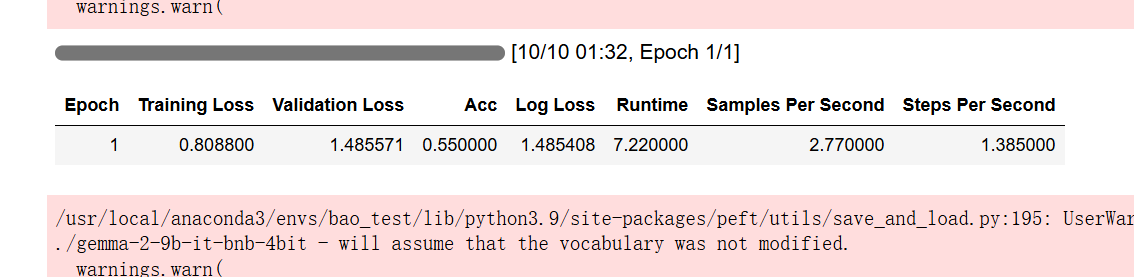 warnings.warn(
[10/10 01:32, Epoch 1/1]
Epoch Training Loss Validation Loss Acc Log Loss Runtime Samples Per Second Steps Per Second
1 0.808800 1.485571 0.550000 1.485408 7.220000 2.770000 1.385000
/usr/local/anaconda3/envs/bao_test/lib/python3.9/site-packages/peft/utils/save_and_load.py:195: UserWar
./gemma-2-9b-it-bnb-4bit - will assume that the vocabulary was not modified.
warnings.warn(